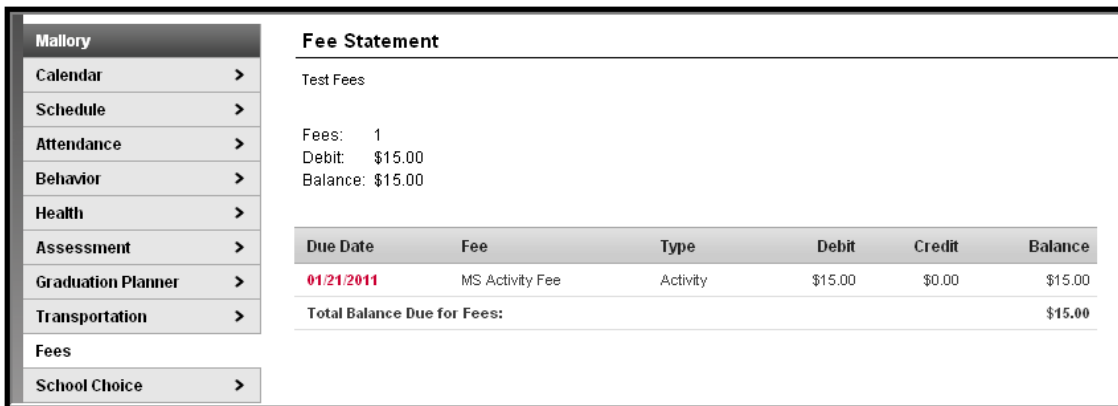 Mallory
Calendar >
Schedule >
Attendance >
Behavior >
Health >
Assessment >
Graduation Planner >
Transportation >
Fees
School Choice >
Fee Statement
Test Fees
Fees: 1
Debit: $15.00
Balance: $15.00
Due Date Fee Type Debit Credit Balance
01/21/2011 MS Activity Fee Activity $15.00 $0.00 $15.00
Total Balance Due for Fees: $15.00